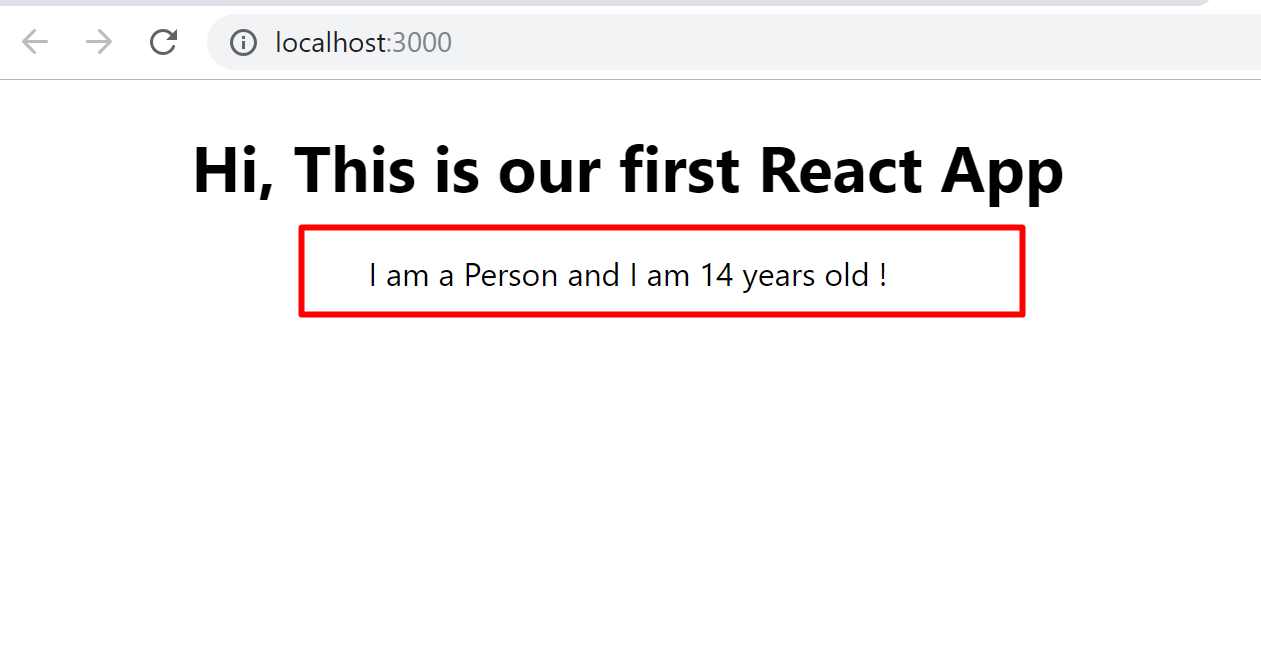 localhost:3000
Hi, This is our first React App
I am a Person and I am 14 years old !